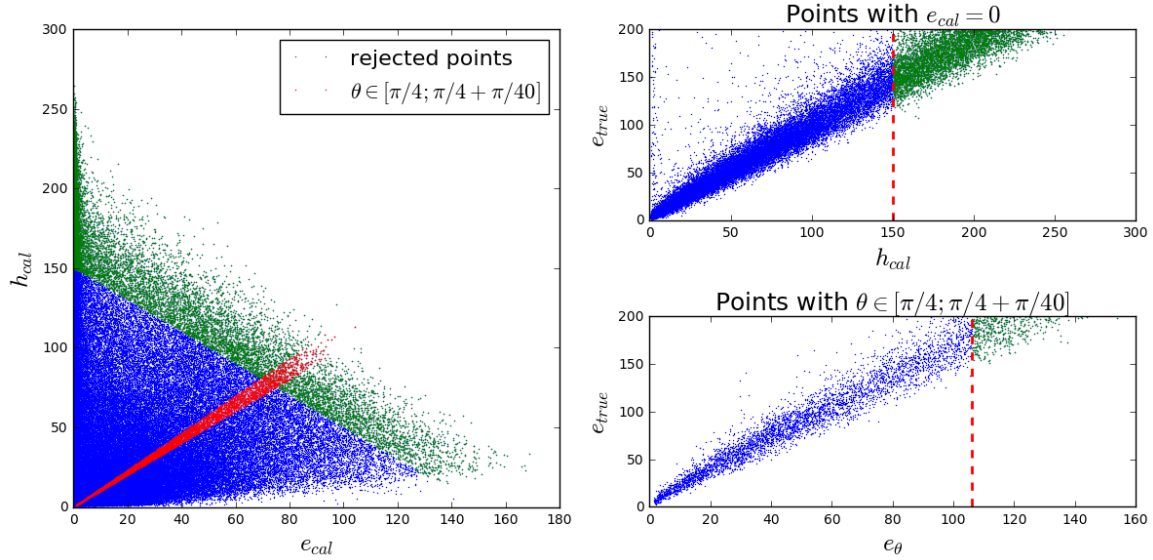 300
250
200
150
100
50
0
h_cal
0 20 40 60 80 100 120 140 160 180
e_cal
rejected points
θ ∈ [π/4; π/4 + π/40]
Points with e_cal = 0
200
150
100
50
0
e_true
0 50 100 150 200 250 300
h_cal
Points with θ ∈ [π/4; π/4 + π/40]
200
150
100
50
0
e_true
0 20 40 60 80 100 120 140 160
e_θ